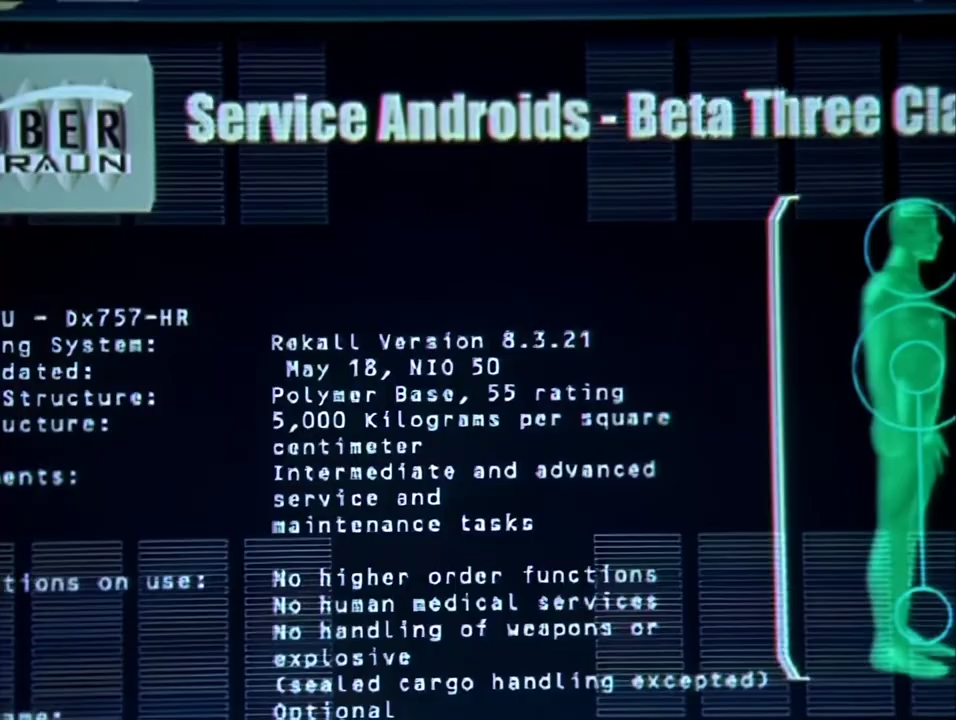 BER
RAUN
Service Androids - Beta Three Cla
U - Dx757-HR
ng System: Rekall Version 8.3.21
dated: May 18, NIO 50
Structure: Polymer Base, 55 rating
ucture: 5,000 Kilograms per square
centimeter
ents: Intermediate and advanced
service and
maintenance tasks
tions on use: No higher order functions
No human medical services
No handling of weapons or
explosive
(sealed cargo handling excepted)
ame: Optional